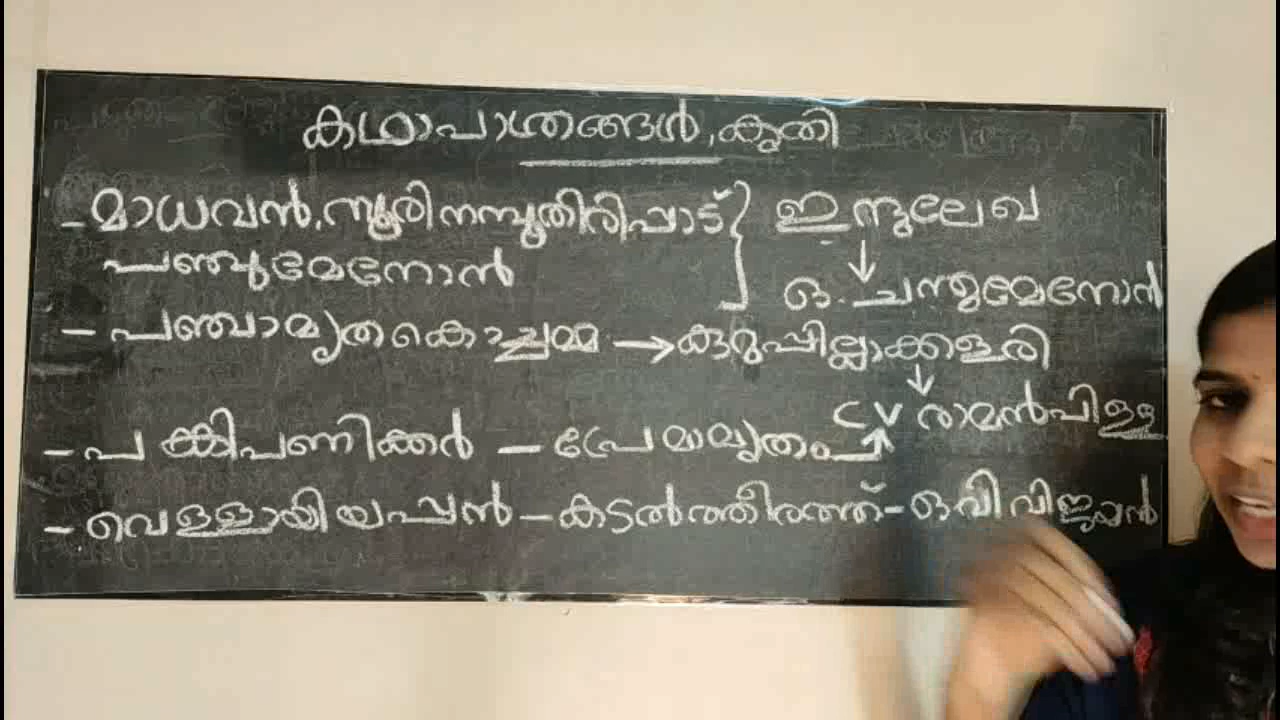 കഥാപാത്രങ്ങൾ, കൃതി
- മാധവൻ, സൂരിനമ്പൂതിരിപ്പാട് } ഇന്ദുലേഖ
പഞ്ചുമേനോൻ
↓
ഒ. ചന്തുമേനോൻ
- പഞ്ചാമൃതകൊച്ചമ്മ → കുറുപ്പില്ലാക്കളരി
↓
CV രാമൻപിള്ള
- പങ്കിപണിക്കർ - പ്രേമാമൃതം
- വെള്ളായിയപ്പൻ - കടൽത്തീരത്ത് - ഒ വി വിജയൻ